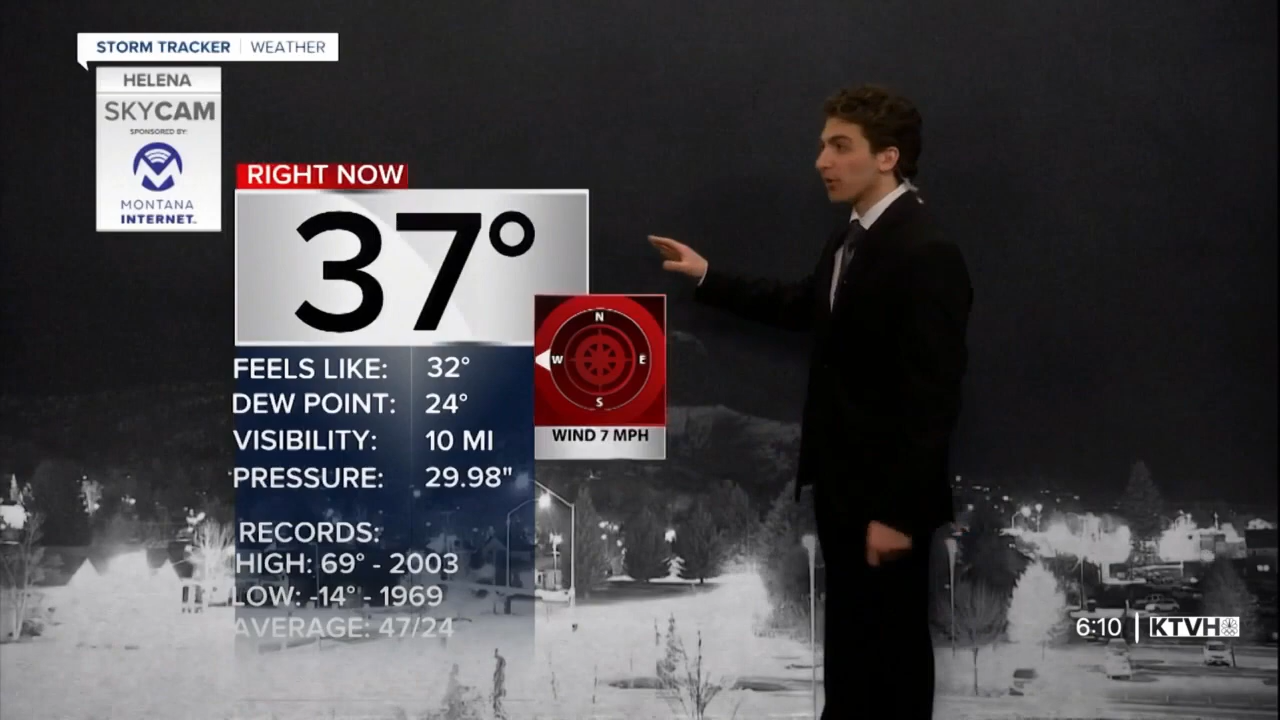 STORM TRACKER | WEATHER
HELENA
SKYCAM
SPONSORED BY:
MONTANA
INTERNET™
RIGHT NOW
37°
FEELS LIKE: 32°
DEW POINT: 24°
VISIBILITY: 10 MI
PRESSURE: 29.98"
N
W E
S
WIND 7 MPH
RECORDS:
HIGH: 69° - 2003
LOW: -14° - 1969
AVERAGE: 47/24
6:10 | KTVH